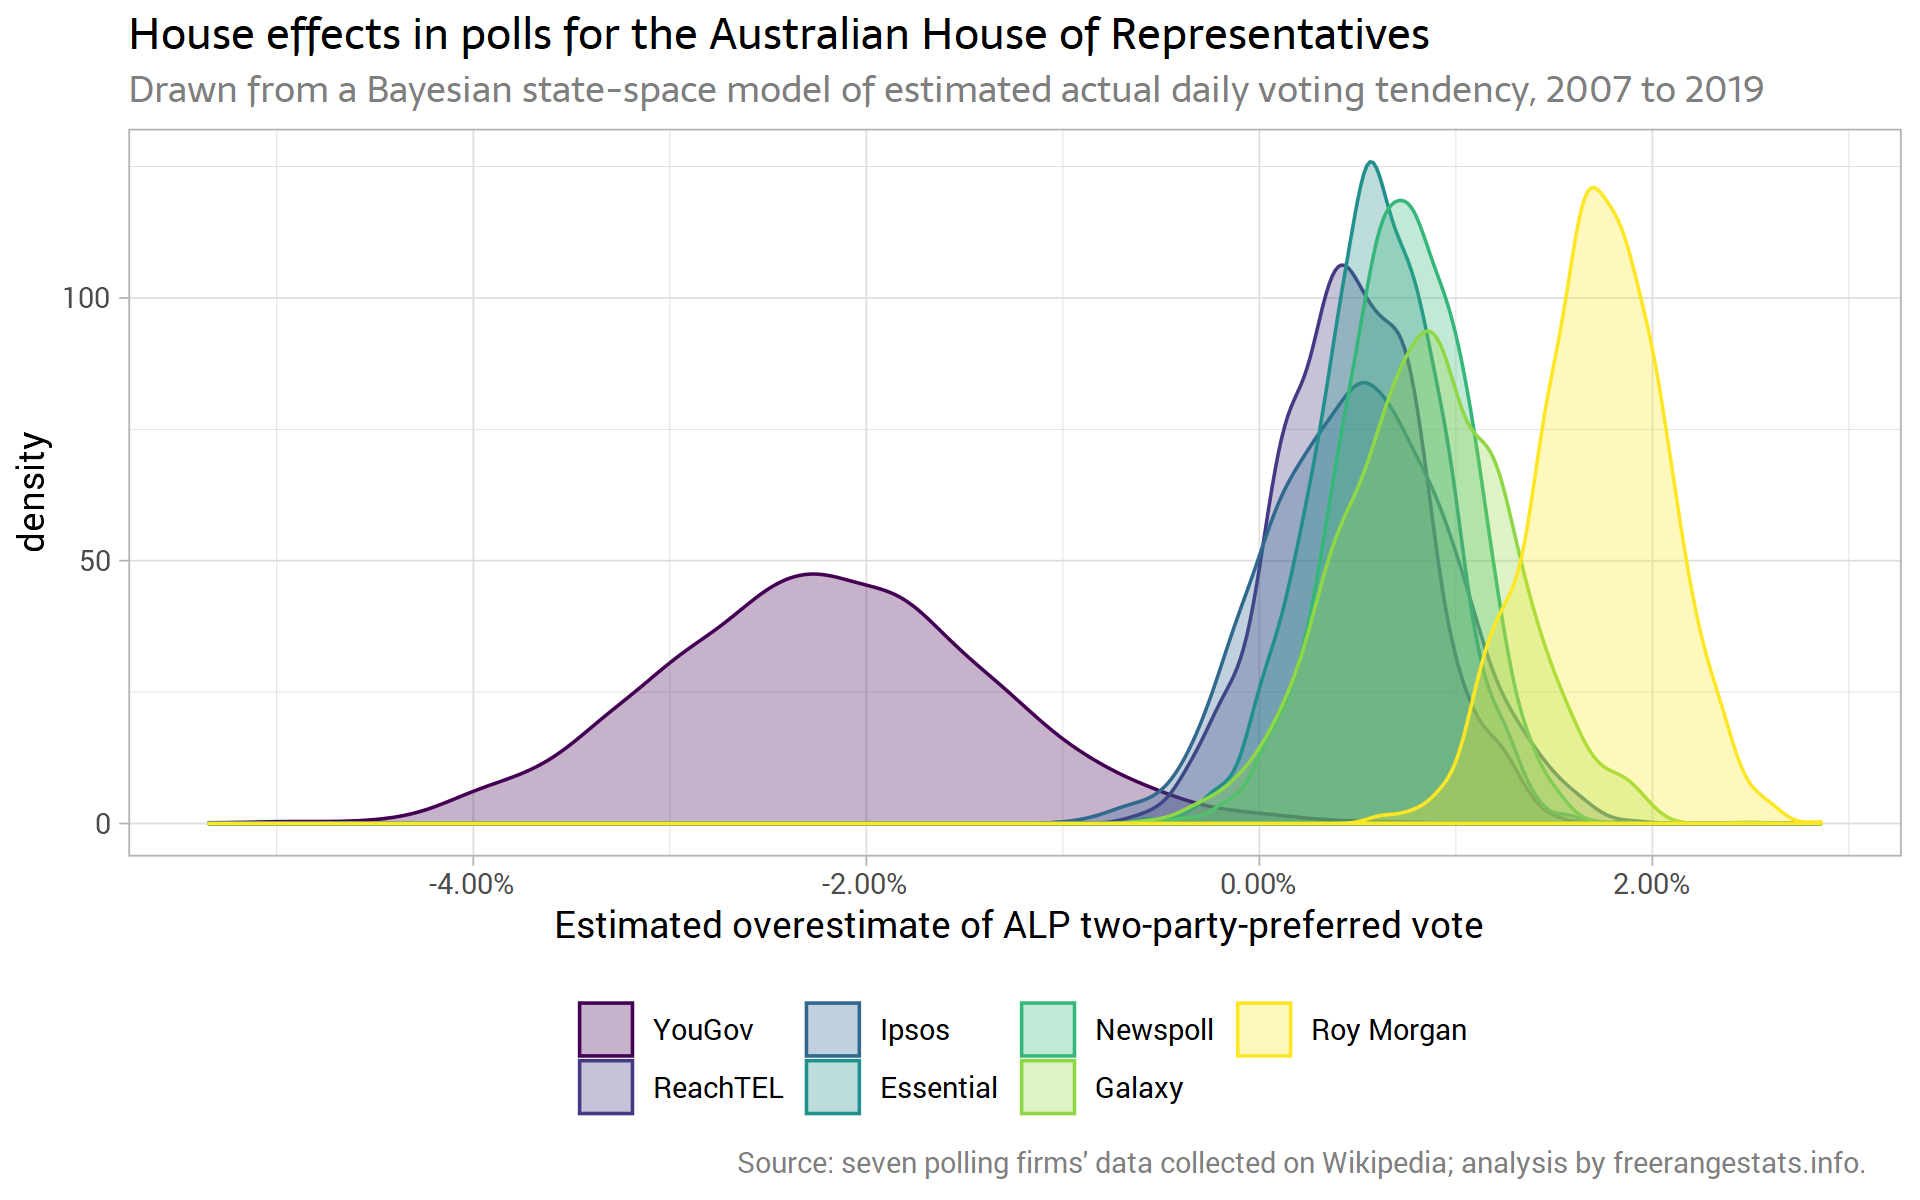 House effects in polls for the Australian House of Representatives
Drawn from a Bayesian state-space model of estimated actual daily voting tendency, 2007 to 2019
density
100
50
0
-4.00%
-2.00%
0.00%
2.00%
Estimated overestimate of ALP two-party-preferred vote
YouGov
Ipsos
Newspoll
Roy Morgan
ReachTEL
Essential
Galaxy
Source: seven polling firms' data collected on Wikipedia; analysis by freerangestats.info.